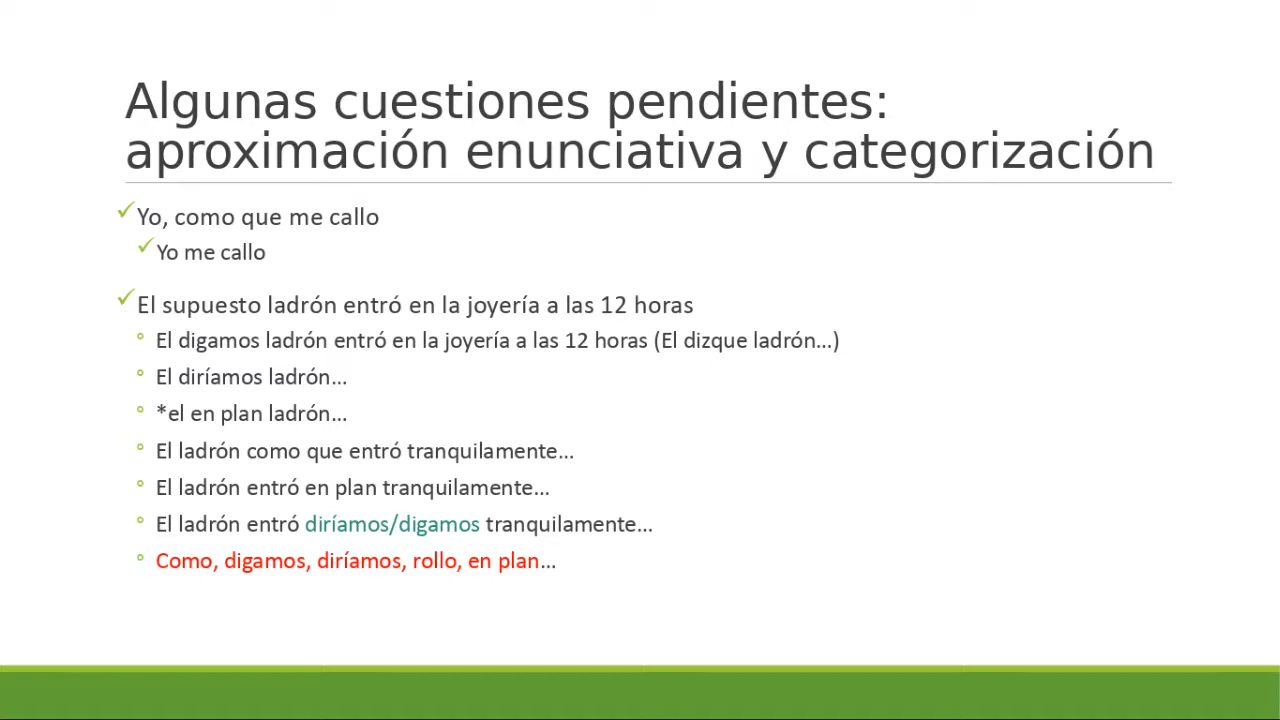 Algunas cuestiones pendientes:
aproximación enunciativa y categorización
Yo, como que me callo
Yo me callo
El supuesto ladrón entró en la joyería a las 12 horas
El digamos ladrón entró en la joyería a las 12 horas (El dizque ladrón…)
El diríamos ladrón…
*el en plan ladrón…
El ladrón como que entró tranquilamente…
El ladrón entró en plan tranquilamente…
El ladrón entró diríamos/digamos tranquilamente…
Como, digamos, diríamos, rollo, en plan…